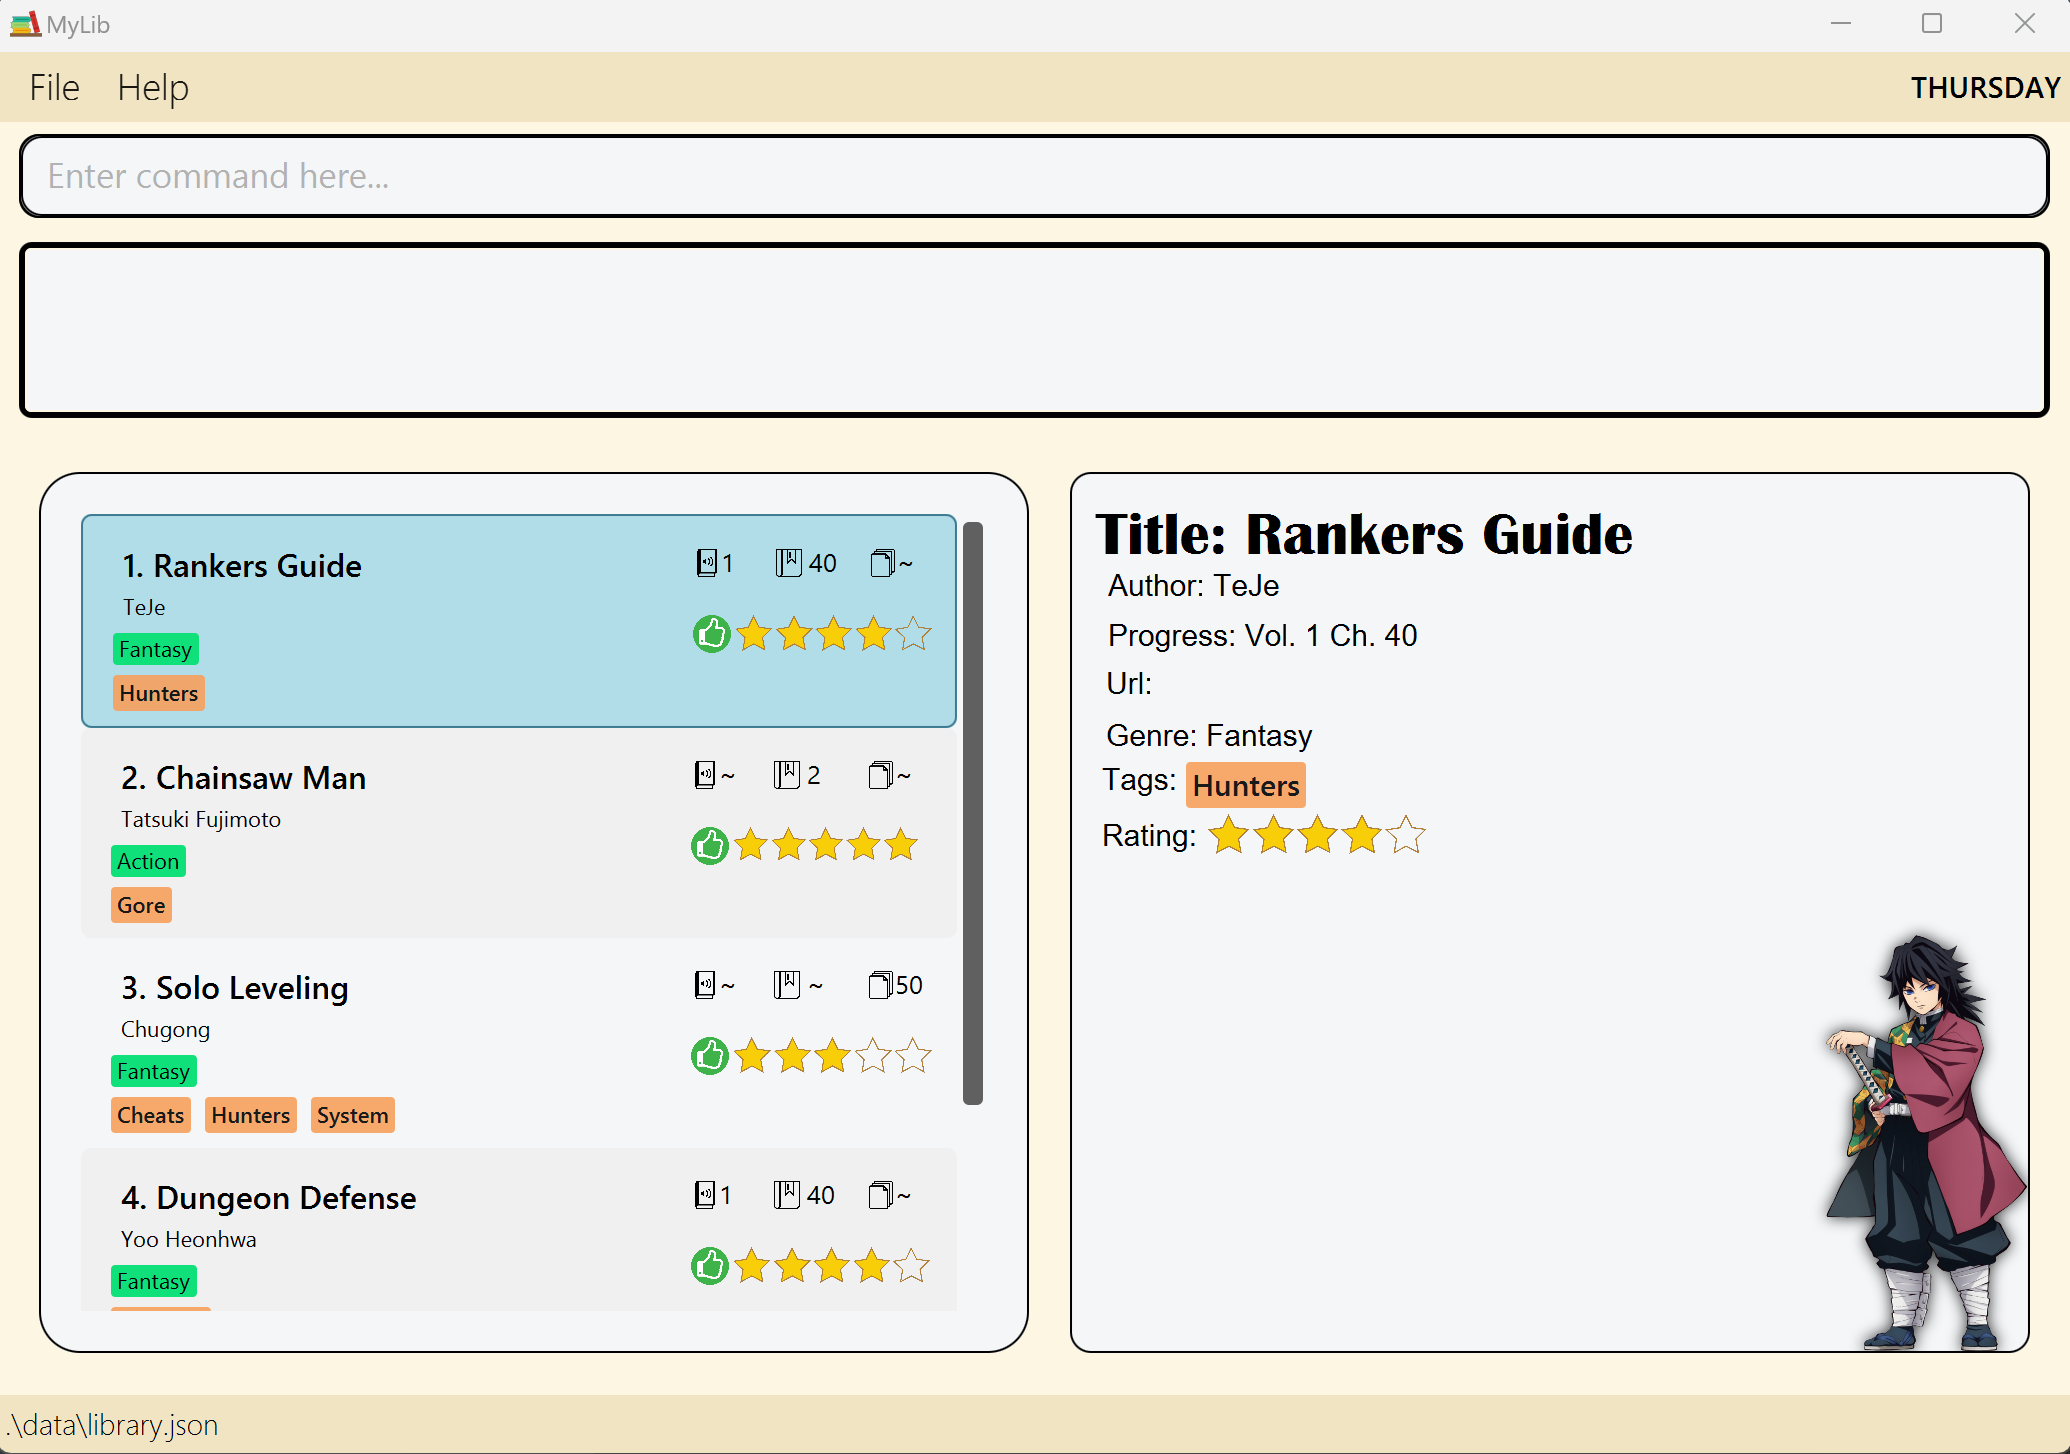 MyLib
File Help THURSDAY
Enter command here...
1. Rankers Guide 1 40 ~
TeJe
Fantasy
Hunters
2. Chainsaw Man ~ 2 ~
Tatsuki Fujimoto
Action
Gore
3. Solo Leveling ~ ~ 50
Chugong
Fantasy
Cheats Hunters System
4. Dungeon Defense 1 40 ~
Yoo Heonhwa
Fantasy
Title: Rankers Guide
Author: TeJe
Progress: Vol. 1 Ch. 40
Url:
Genre: Fantasy
Tags: Hunters
Rating:
.\data\library.json